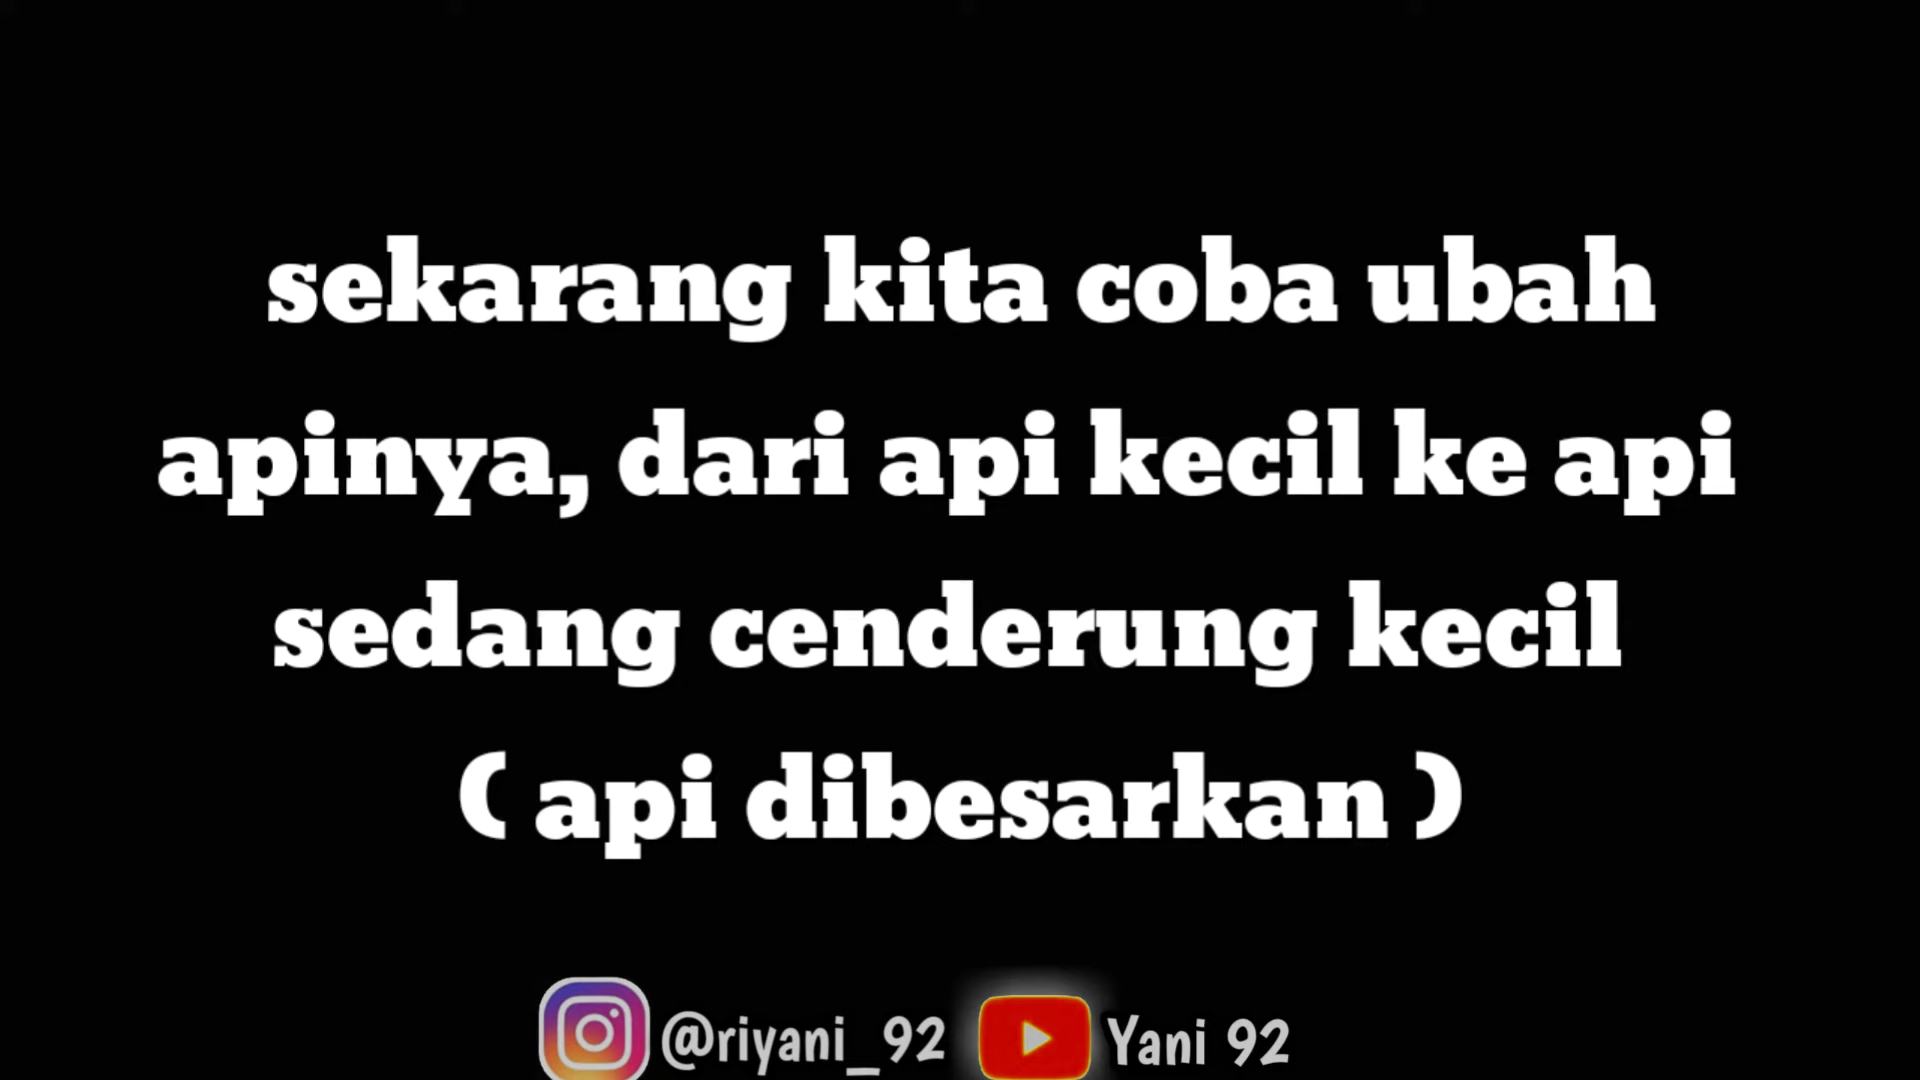 sekarang kita coba ubah
apinya, dari api kecil ke api
sedang cenderung kecil
( api dibesarkan )
@riyani_92 Yani 92